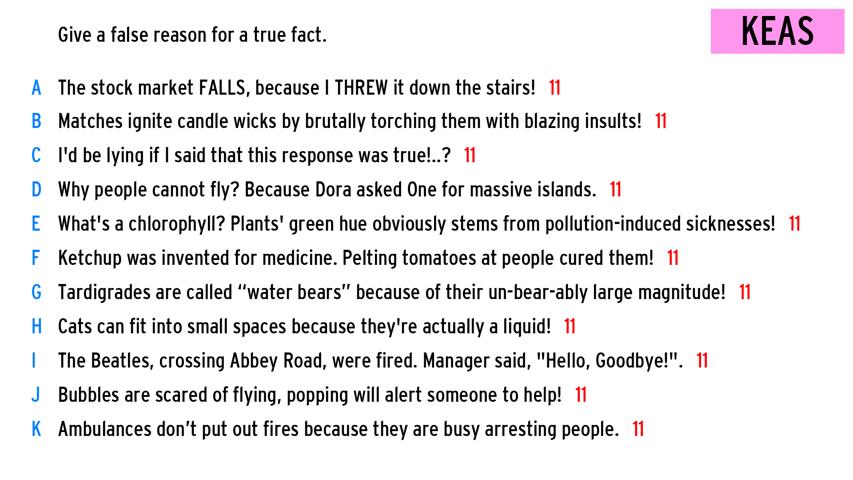 Give a false reason for a true fact.
KEAS
A The stock market FALLS, because I THREW it down the stairs! 11
B Matches ignite candle wicks by brutally torching them with blazing insults! 11
C I'd be lying if I said that this response was true!..? 11
D Why people cannot fly? Because Dora asked One for massive islands. 11
E What's a chlorophyll? Plants' green hue obviously stems from pollution-induced sicknesses! 11
F Ketchup was invented for medicine. Pelting tomatoes at people cured them! 11
G Tardigrades are called “water bears” because of their un-bear-ably large magnitude! 11
H Cats can fit into small spaces because they're actually a liquid! 11
I The Beatles, crossing Abbey Road, were fired. Manager said, "Hello, Goodbye!". 11
J Bubbles are scared of flying, popping will alert someone to help! 11
K Ambulances don’t put out fires because they are busy arresting people. 11